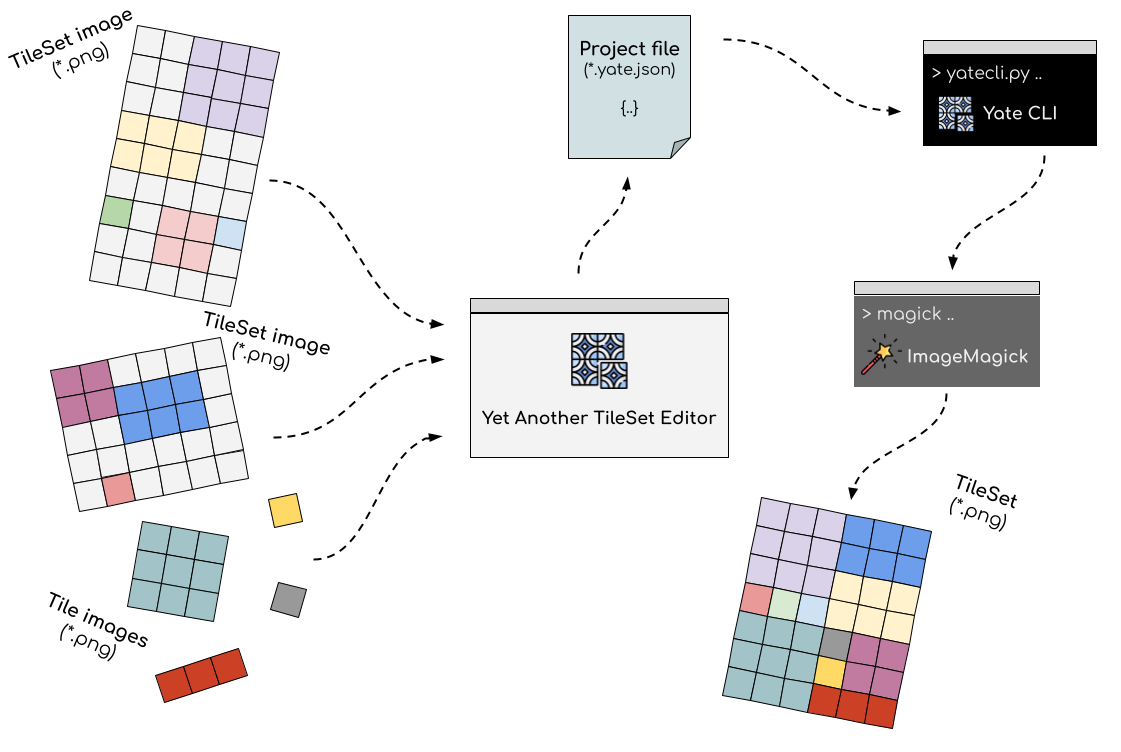 TileSet image
(*.png)
Project file
(*.yate.json)
{..}
> yatecli.py ..
Yate CLI
TileSet image
(*.png)
> magick ..
ImageMagick
Yet Another TileSet Editor
TileSet
(*.png)
Tile images
(*.png)